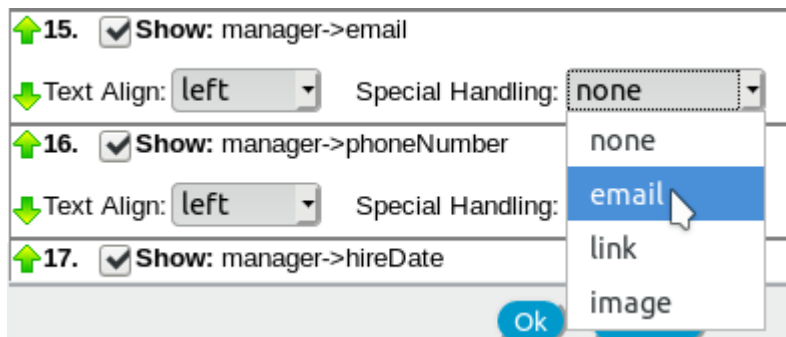 15. Show: manager->email
Text Align: left Special Handling: none
none
16. Show: manager->phoneNumber
email
Text Align: left Special Handling:
link
17. Show: manager->hireDate
image
Ok